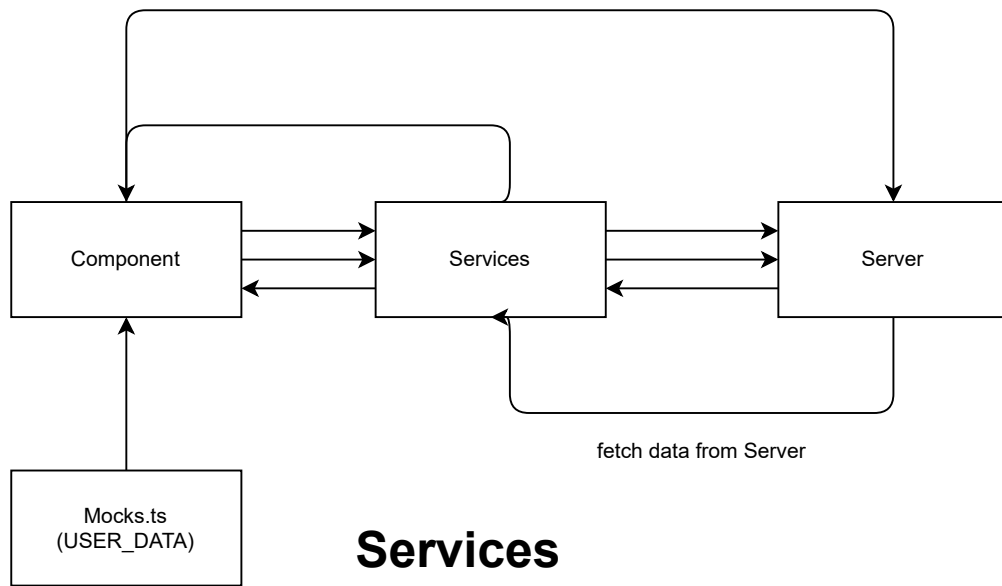 Component
Services
Server
fetch data from Server
Mocks.ts
(USER_DATA)
Services